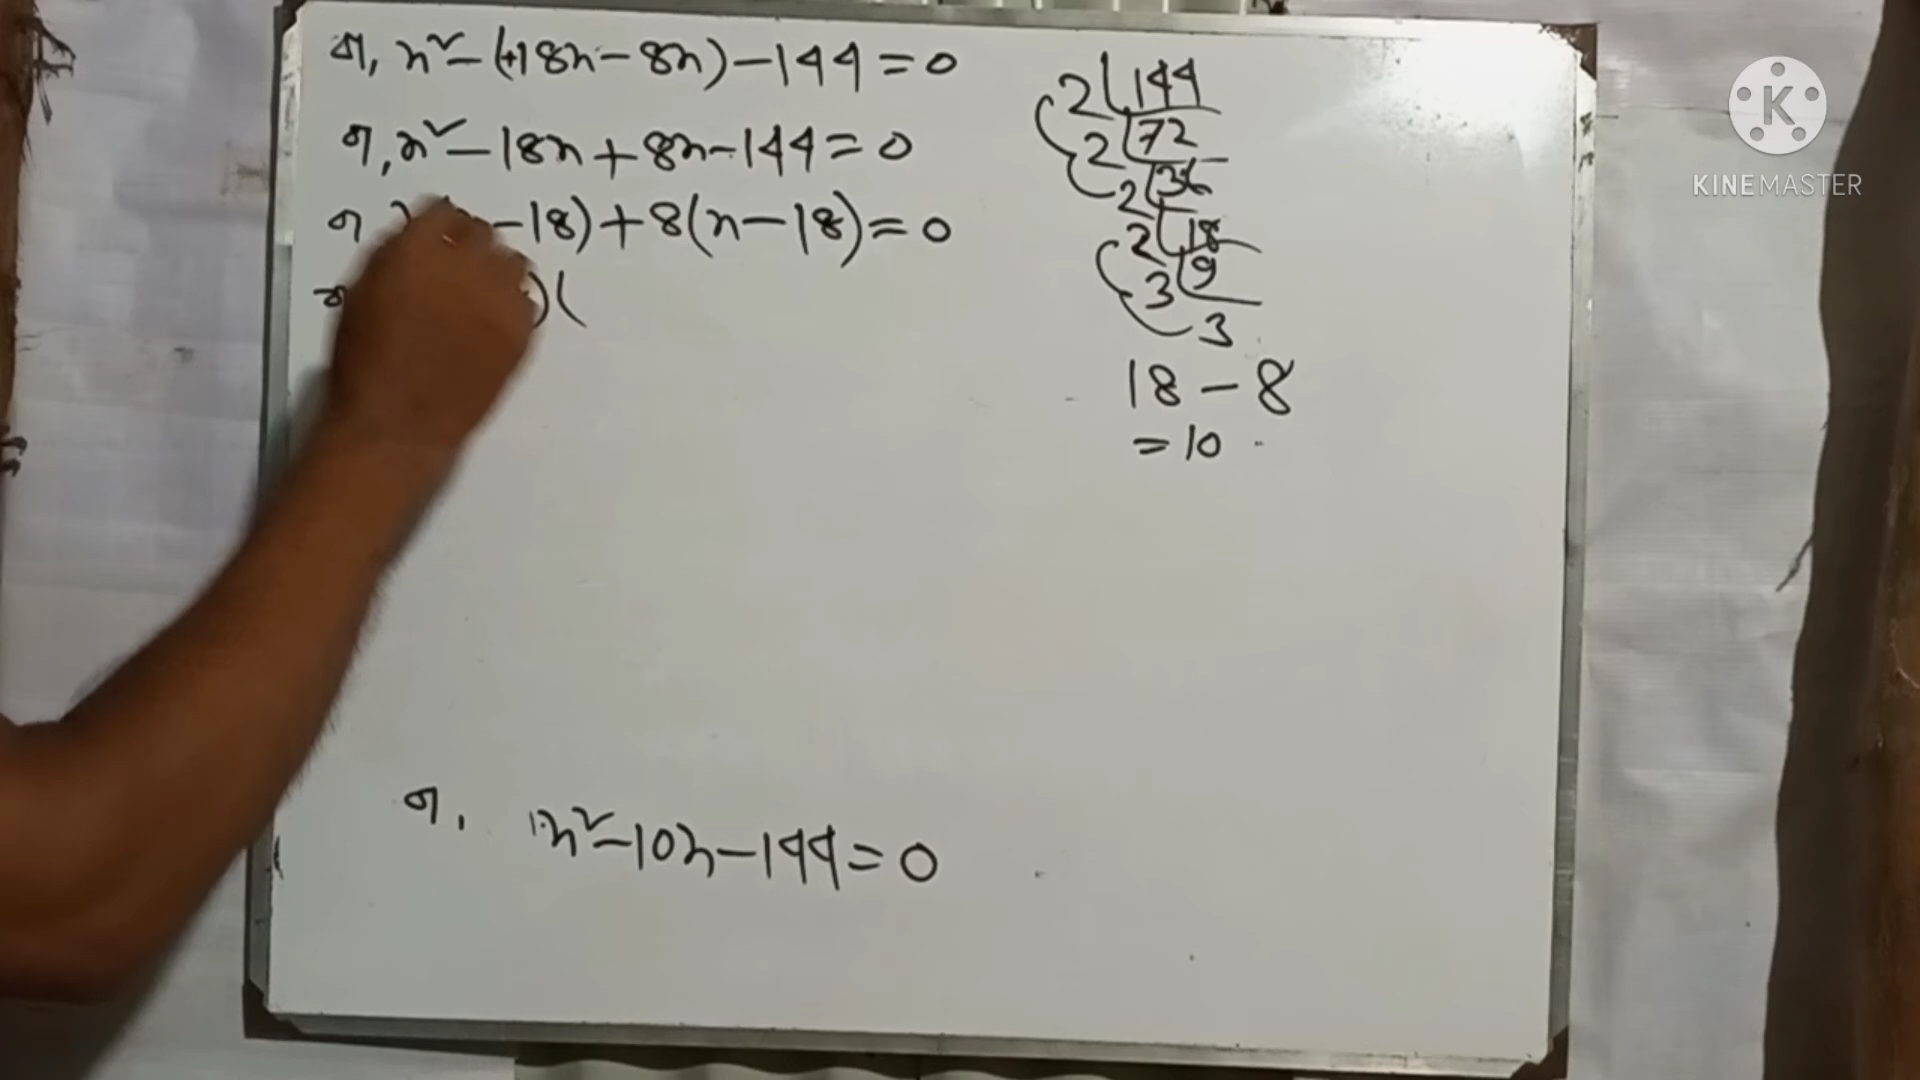 বা, x² - (+18x - 8x) - 144 = 0
বা, x² - 18x + 8x - 144 = 0
বা - 18) + 8(x - 18) = 0
বা )(
2 | 144
2 | 72
2 | 36
2 | 18
3 | 9
3
18 - 8
= 10
বা, x² - 10x - 144 = 0
K
KINEMASTER